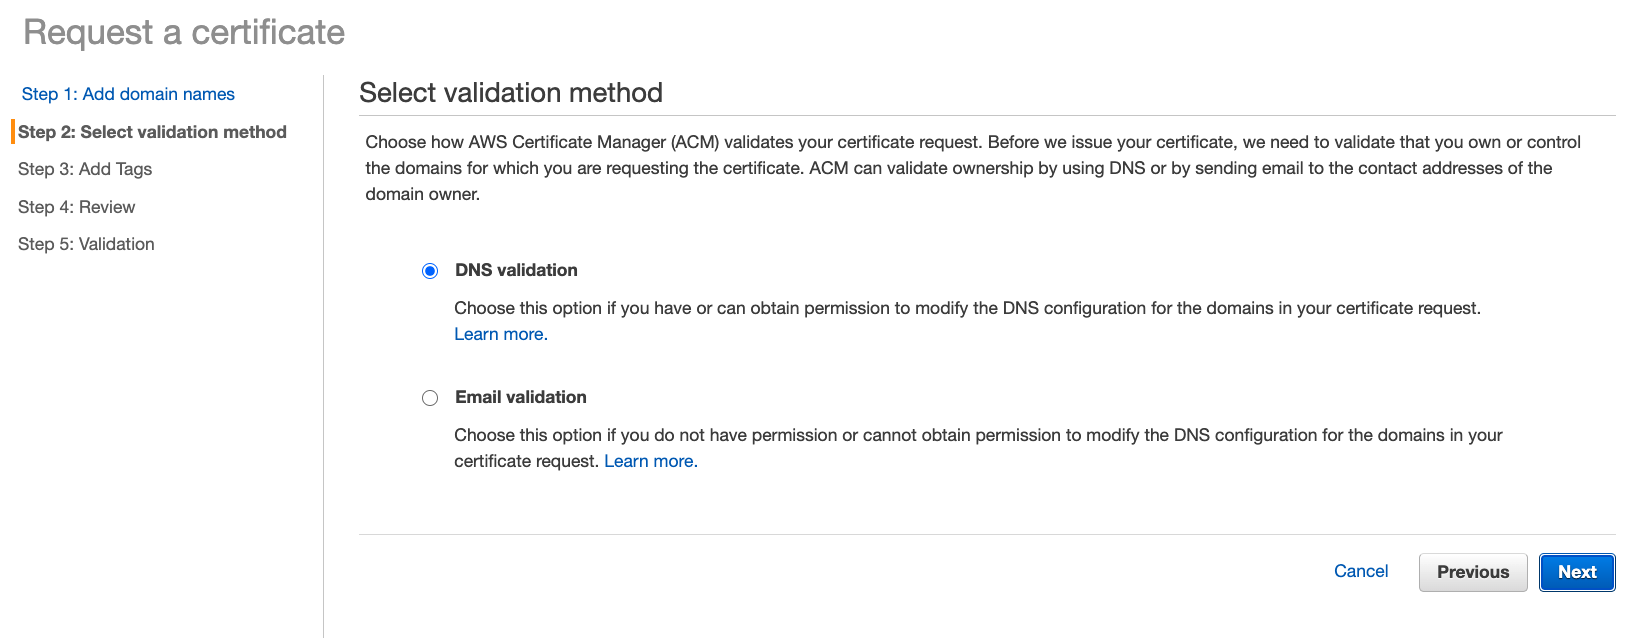 Request a certificate
Step 1: Add domain names
Step 2: Select validation method
Step 3: Add Tags
Step 4: Review
Step 5: Validation
Select validation method
Choose how AWS Certificate Manager (ACM) validates your certificate request. Before we issue your certificate, we need to validate that you own or control
the domains for which you are requesting the certificate. ACM can validate ownership by using DNS or by sending email to the contact addresses of the
domain owner.
DNS validation
Choose this option if you have or can obtain permission to modify the DNS configuration for the domains in your certificate request.
Learn more.
Email validation
Choose this option if you do not have permission or cannot obtain permission to modify the DNS configuration for the domains in your
certificate request. Learn more.
Cancel
Previous
Next